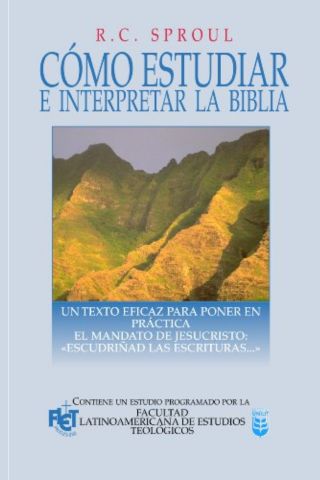 R.C. SPROUL
CÓMO ESTUDIAR
E INTERPRETAR LA BIBLIA
UN TEXTO EFICAZ PARA PONER EN
PRÁCTICA
EL MANDATO DE JESUCRISTO:
«ESCUDRIÑAD LAS ESCRITURAS...»
CONTIENE UN ESTUDIO PROGRAMADO POR LA
FACULTAD
LATINOAMERICANA DE ESTUDIOS
TEOLÓGICOS
FLET